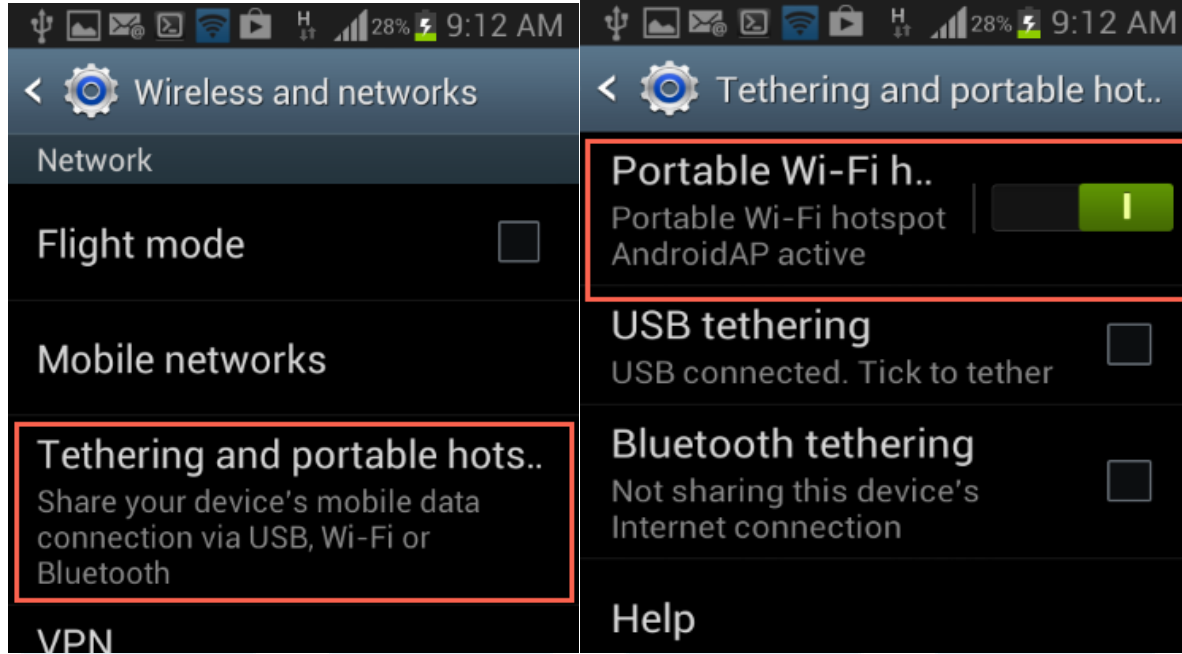 H 28% 9:12 AM
Wireless and networks
Network
Flight mode
Mobile networks
Tethering and portable hots..
Share your device's mobile data
connection via USB, Wi-Fi or
Bluetooth
VPN
H 28% 9:12 AM
Tethering and portable hot..
Portable Wi-Fi h..
Portable Wi-Fi hotspot
AndroidAP active
USB tethering
USB connected. Tick to tether
Bluetooth tethering
Not sharing this device's
Internet connection
Help